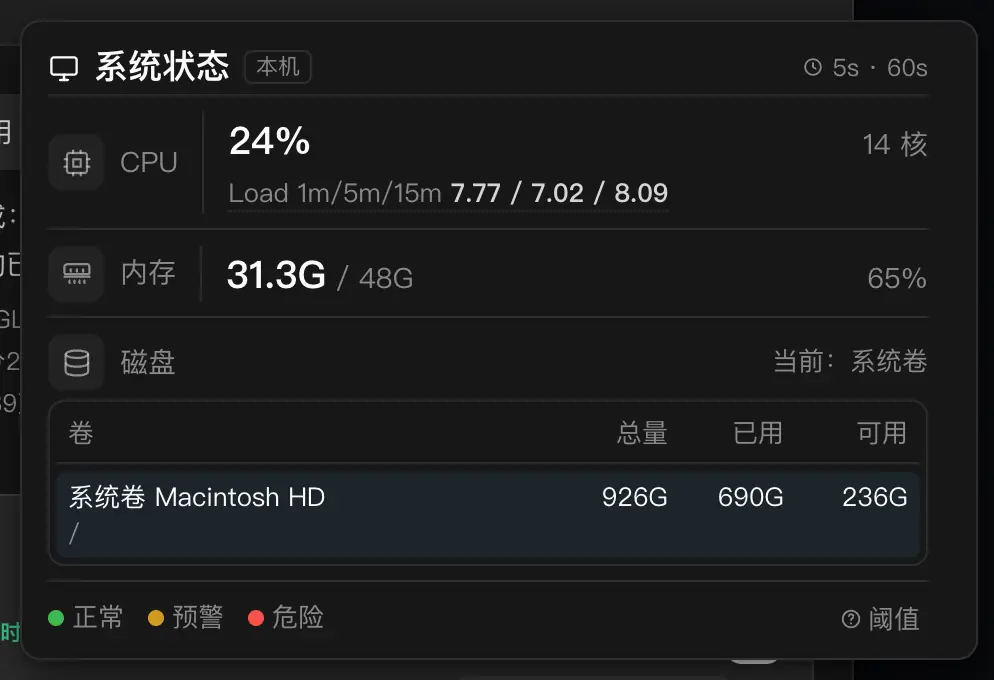 系统状态 本机 5s · 60s
CPU 24% 14 核
Load 1m/5m/15m 7.77 / 7.02 / 8.09
内存 31.3G / 48G 65%
磁盘 当前: 系统卷
卷 总量 已用 可用
系统卷 Macintosh HD 926G 690G 236G
/
正常 预警 危险 阈值
时